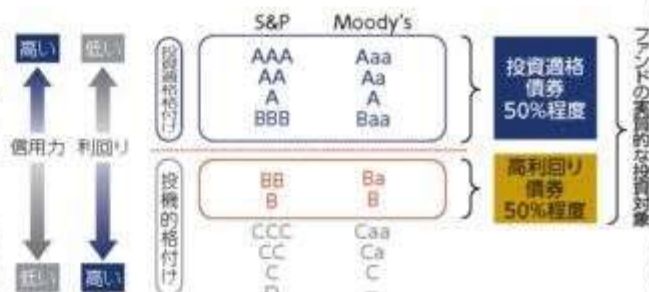 S&P Moody's
高い 低い
信用力 利回り
低い 高い
投資適格格付け
AAA Aaa
AA Aa
A A
BBB Baa
投資適格
債券
50%程度
投機的格付け
BB Ba
B B
CCC Caa
CC Ca
C C
D –
高利回り
債券
50%程度
ファンドの実質的な投資対象